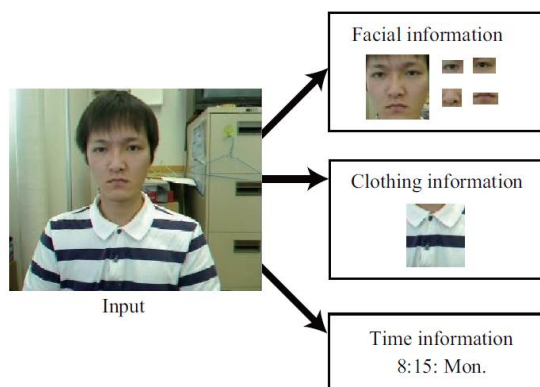 Facial information
Clothing information
Input
Time information
8:15: Mon.